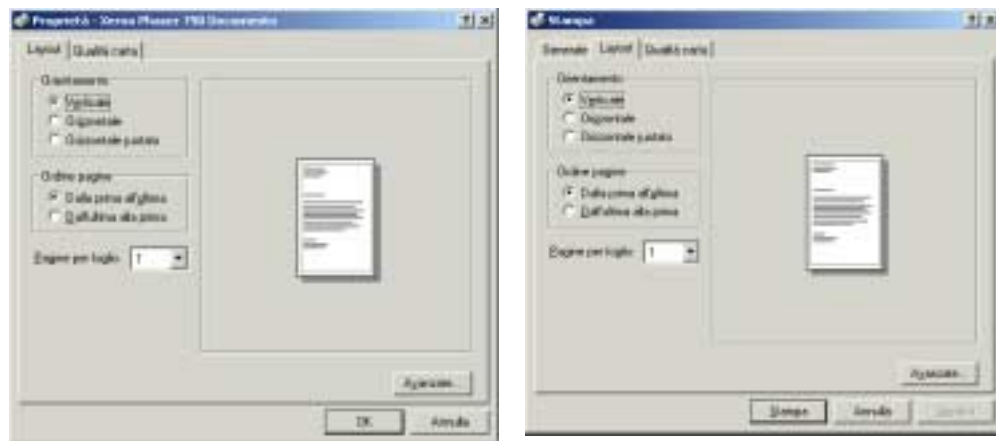 Proprietà - Xerox Phaser Documento
Layout Qualità carta
Orientamento
Verticale
Orizzontale
Orizzontale ruotato
Ordine pagine
Dalla prima all'ultima
Dall'ultima alla prima
Pagine per foglio: 1
Avanzate...
OK Annulla
Stampa
Generale Layout Qualità carta
Orientamento
Verticale
Orizzontale
Orizzontale ruotato
Ordine pagine
Dalla prima all'ultima
Dall'ultima alla prima
Pagine per foglio: 1
Avanzate...
Stampa Annulla